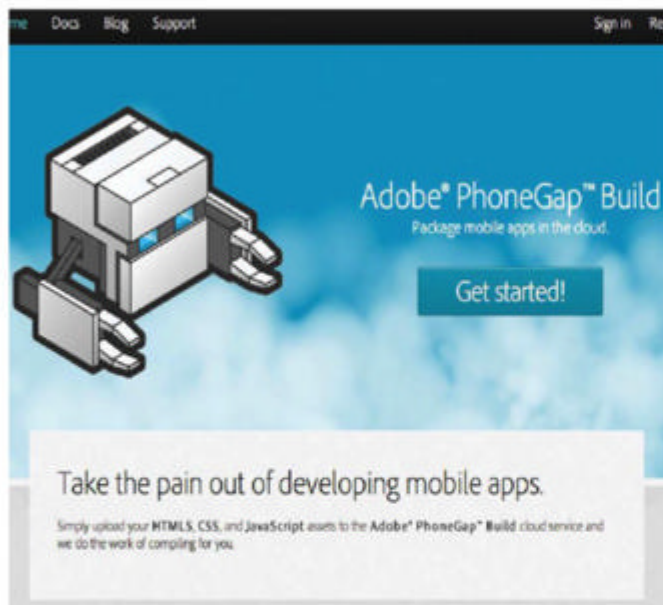 me Docs Blog Support Sign in Re
Adobe® PhoneGap™ Build
Package mobile apps in the cloud.
Get started!
Take the pain out of developing mobile apps.
Simply upload your HTML5, CSS, and JavaScript assets to the Adobe® PhoneGap™ Build cloud service and
we do the work of compiling for you